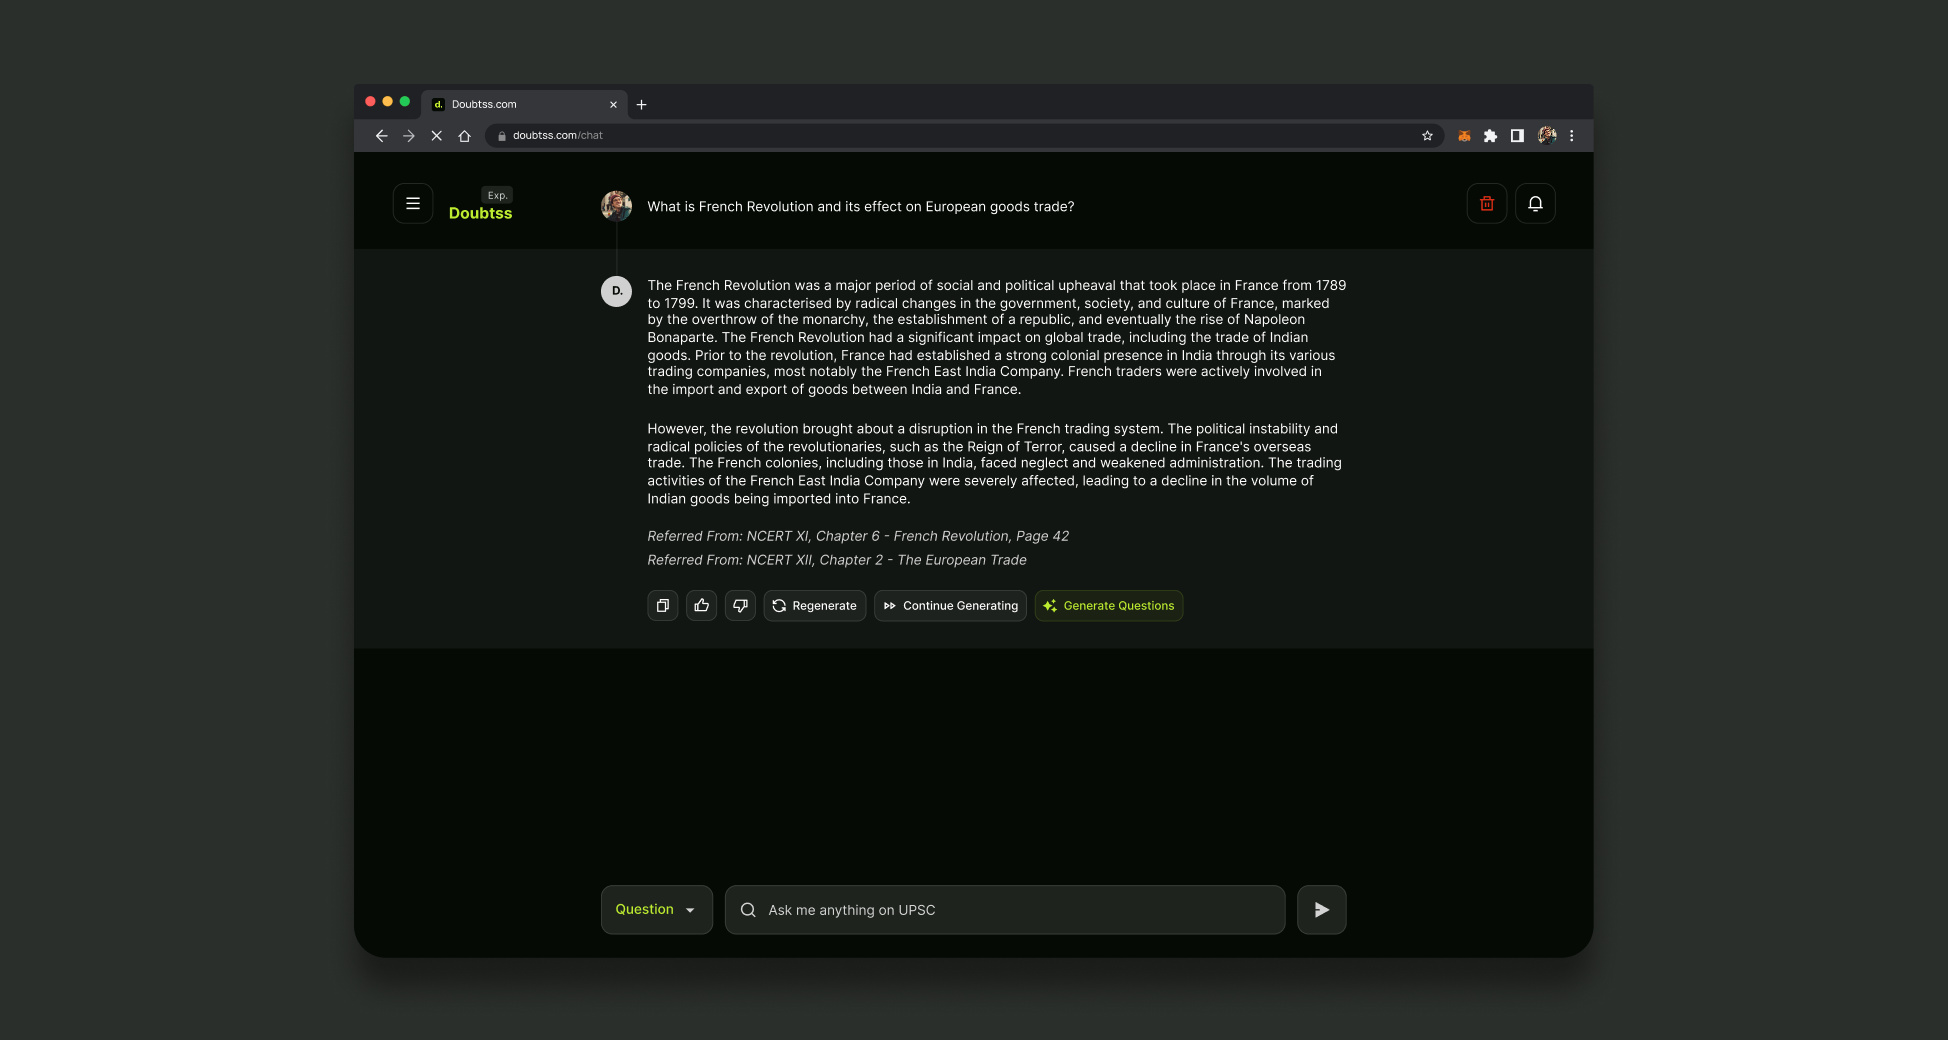 d. Doubtss.com
doubtss.com/chat
Exp.
Doubtss
What is French Revolution and its effect on European goods trade?
D.
The French Revolution was a major period of social and political upheaval that took place in France from 1789
to 1799. It was characterised by radical changes in the government, society, and culture of France, marked
by the overthrow of the monarchy, the establishment of a republic, and eventually the rise of Napoleon
Bonaparte. The French Revolution had a significant impact on global trade, including the trade of Indian
goods. Prior to the revolution, France had established a strong colonial presence in India through its various
trading companies, most notably the French East India Company. French traders were actively involved in
the import and export of goods between India and France.
However, the revolution brought about a disruption in the French trading system. The political instability and
radical policies of the revolutionaries, such as the Reign of Terror, caused a decline in France's overseas
trade. The French colonies, including those in India, faced neglect and weakened administration. The trading
activities of the French East India Company were severely affected, leading to a decline in the volume of
Indian goods being imported into France.
Referred From: NCERT XI, Chapter 6 - French Revolution, Page 42
Referred From: NCERT XII, Chapter 2 - The European Trade
Regenerate
Continue Generating
Generate Questions
Question
Ask me anything on UPSC